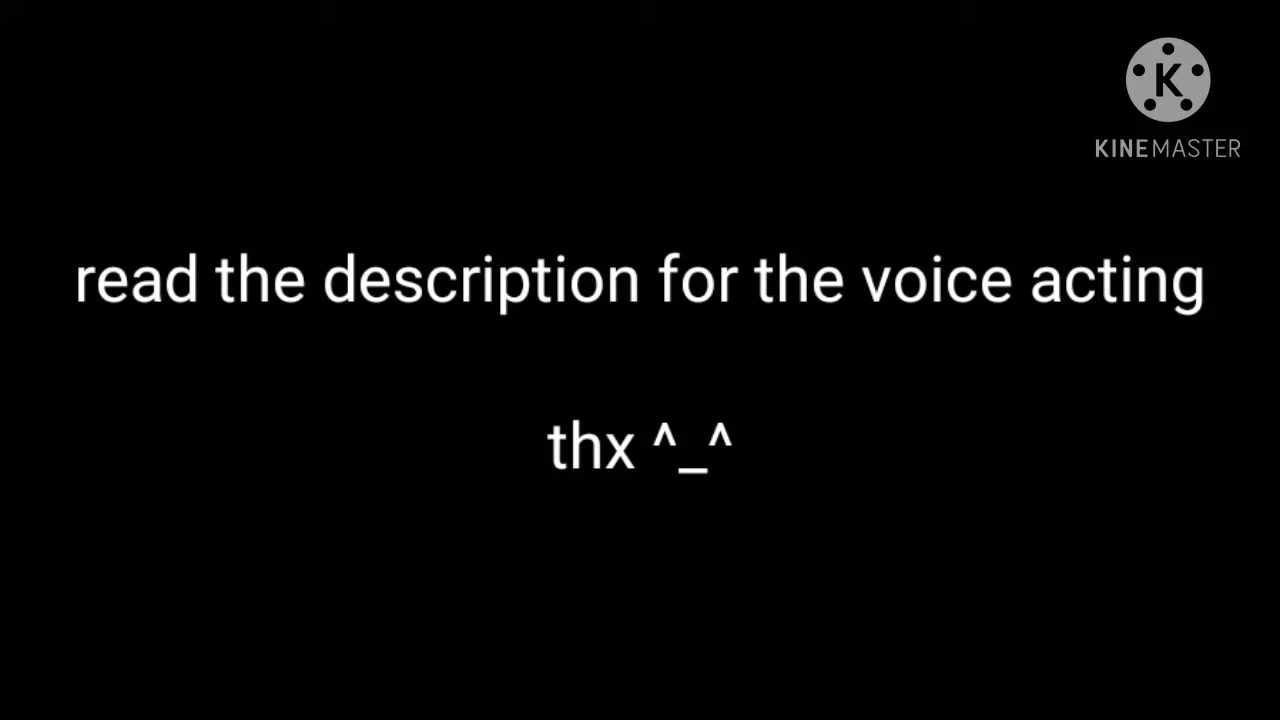 K
KINEMASTER
read the description for the voice acting
thx ^_^